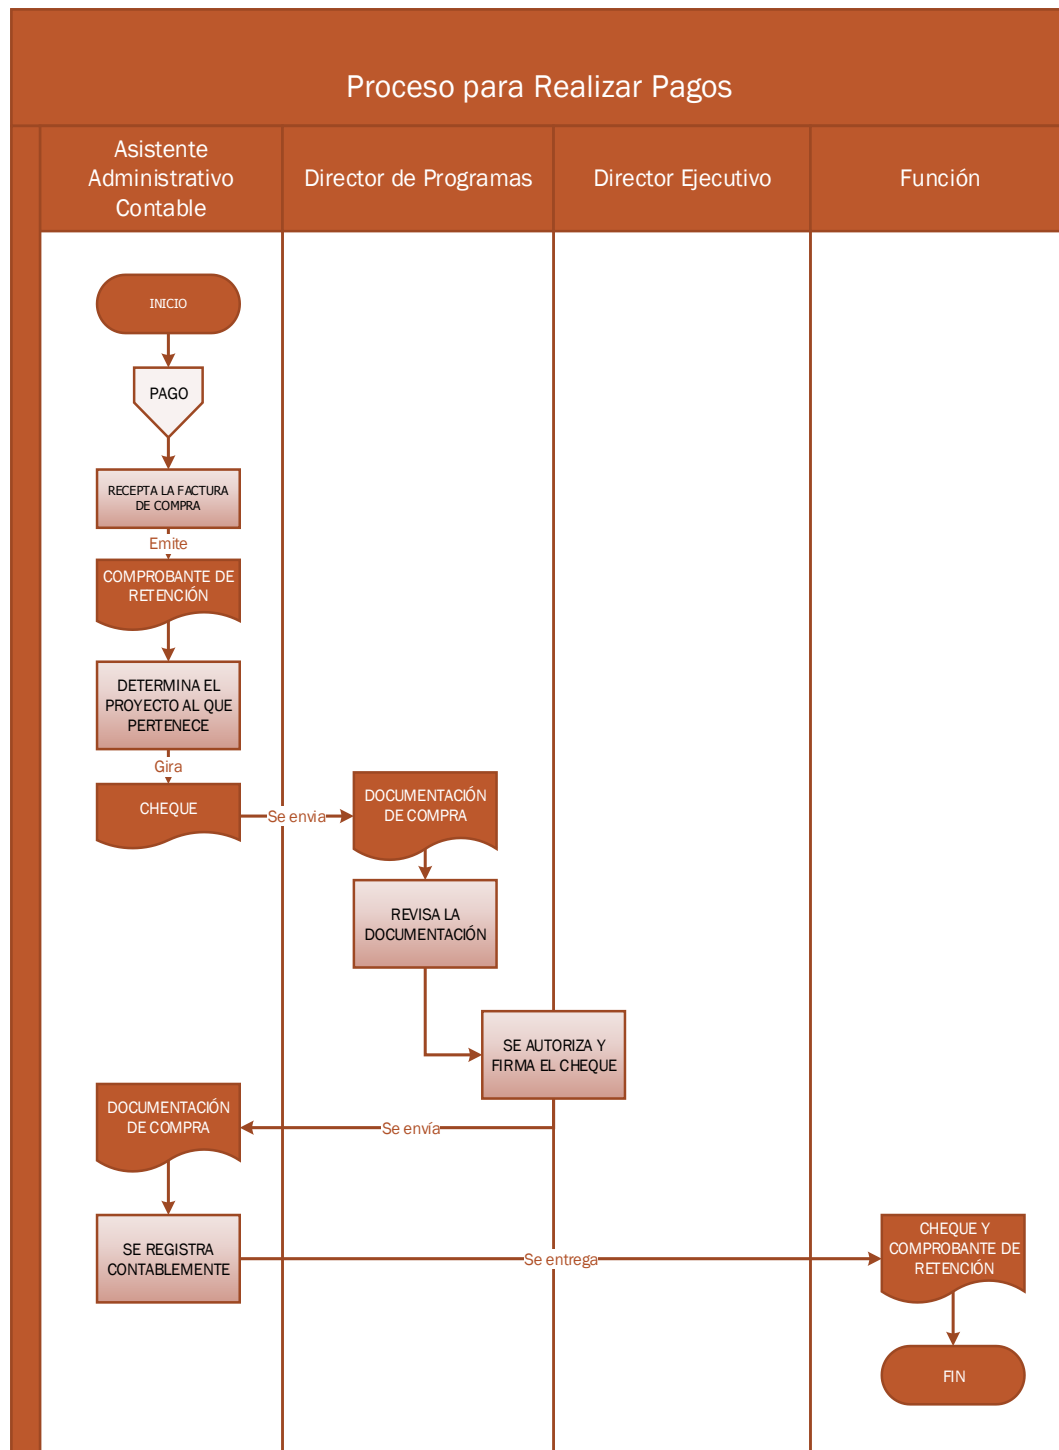 Proceso para Realizar Pagos
Asistente
Administrativo
Contable
Director de Programas
Director Ejecutivo
Función
INICIO
PAGO
RECEPTA LA FACTURA
DE COMPRA
Emite
COMPROBANTE DE
RETENCIÓN
DETERMINA EL
PROYECTO AL QUE
PERTENECE
Gira
CHEQUE
Se envia
DOCUMENTACIÓN
DE COMPRA
REVISA LA
DOCUMENTACIÓN
SE AUTORIZA Y
FIRMA EL CHEQUE
Se envía
DOCUMENTACIÓN
DE COMPRA
SE REGISTRA
CONTABLEMENTE
Se entrega
CHEQUE Y
COMPROBANTE DE
RETENCIÓN
FIN